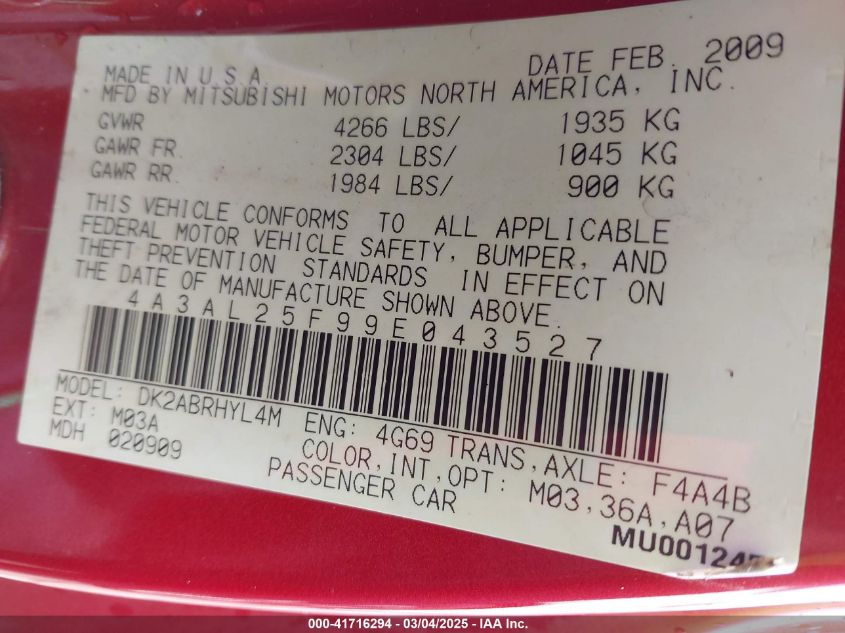 DATE FEB. 2009
MADE IN U.S.A.
MFD BY MITSUBISHI MOTORS NORTH AMERICA, INC.
GVWR 4266 LBS/ 1935 KG
GAWR FR. 2304 LBS/ 1045 KG
GAWR RR. 1984 LBS/ 900 KG
THIS VEHICLE CONFORMS TO ALL APPLICABLE
FEDERAL MOTOR VEHICLE SAFETY, BUMPER, AND
THEFT PREVENTION STANDARDS IN EFFECT ON
THE DATE OF MANUFACTURE SHOWN ABOVE.
4A3AL25F99E043527
MODEL: DK2ABRHYL4M ENG: 4G69 TRANS,AXLE: F4A4B
EXT: M03A COLOR,INT,OPT: M03,36A,A07
MDH 020909 PASSENGER CAR
000-41716294 — 03/04/2025 — IAA Inc.